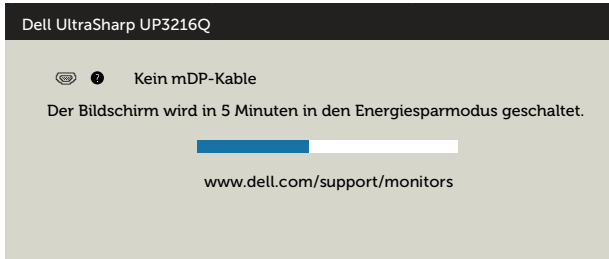 Dell UltraSharp UP3216Q
? Kein mDP-Kable
Der Bildschirm wird in 5 Minuten in den Energiesparmodus geschaltet.
www.dell.com/support/monitors